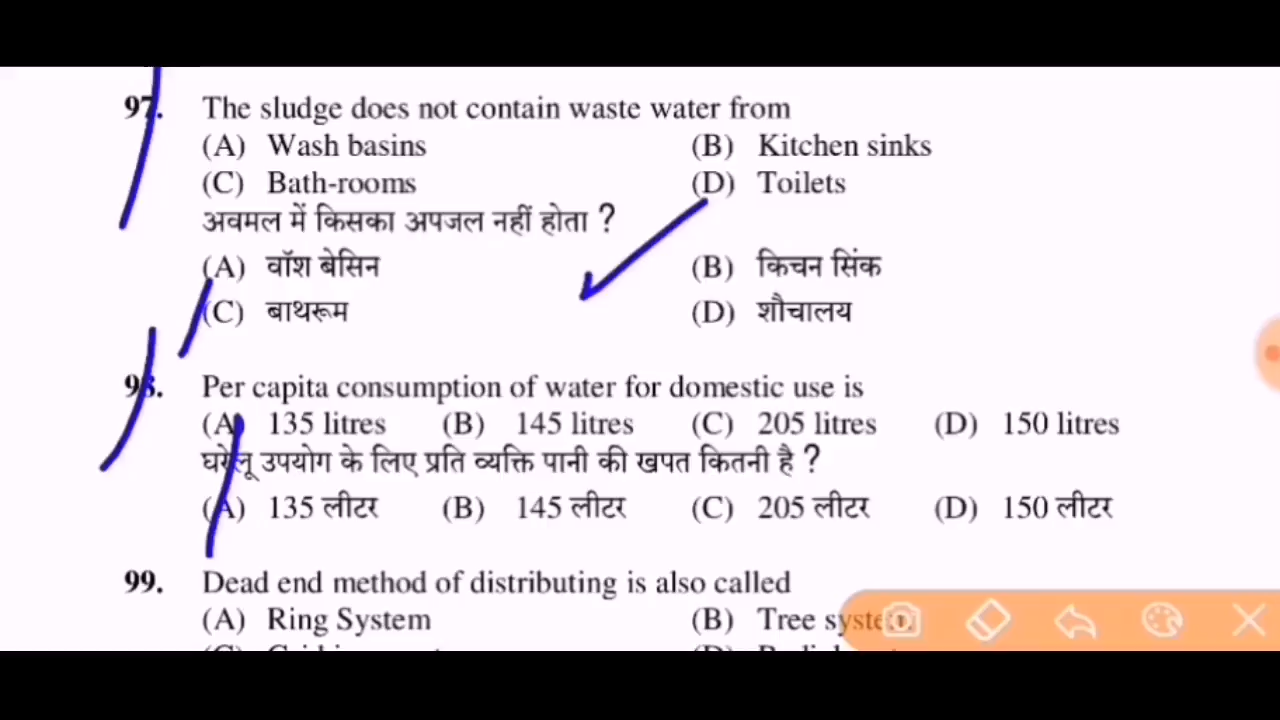 97. The sludge does not contain waste water from
(A) Wash basins (B) Kitchen sinks
(C) Bath-rooms (D) Toilets
अवमल में किसका अपजल नहीं होता ?
(A) वॉश बेसिन (B) किचन सिंक
(C) बाथरूम (D) शौचालय
98. Per capita consumption of water for domestic use is
(A) 135 litres (B) 145 litres (C) 205 litres (D) 150 litres
घरेलू उपयोग के लिए प्रति व्यक्ति पानी की खपत कितनी है ?
(A) 135 लीटर (B) 145 लीटर (C) 205 लीटर (D) 150 लीटर
99. Dead end method of distributing is also called
(A) Ring System (B) Tree system